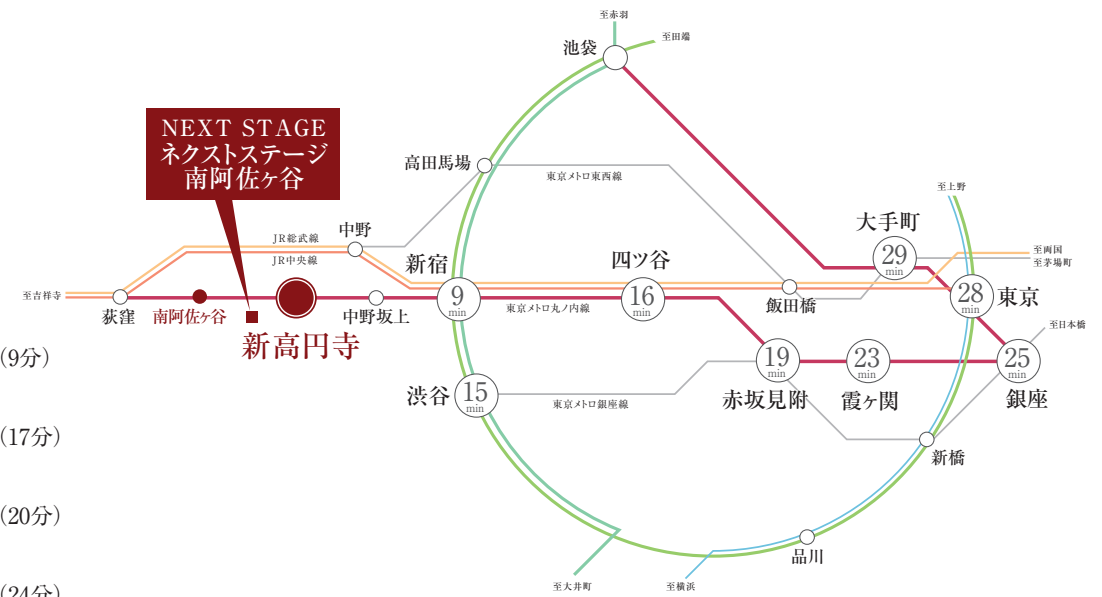 至赤羽
至田端
池袋
NEXT STAGE
ネクストステージ
南阿佐ヶ谷
高田馬場
東京メトロ東西線
至上野
大手町
29
min
中野
JR総武線
JR中央線
新宿
9
min
四ツ谷
16
min
至両国
至茅場町
至吉祥寺
荻窪
南阿佐ヶ谷
新高円寺
中野坂上
東京メトロ丸ノ内線
飯田橋
28
min
東京
至日本橋
19
min
赤坂見附
23
min
霞ヶ関
25
min
銀座
渋谷
15
min
東京メトロ銀座線
新橋
品川
至大井町
至横浜
(9分)
(17分)
(20分)
(24分)